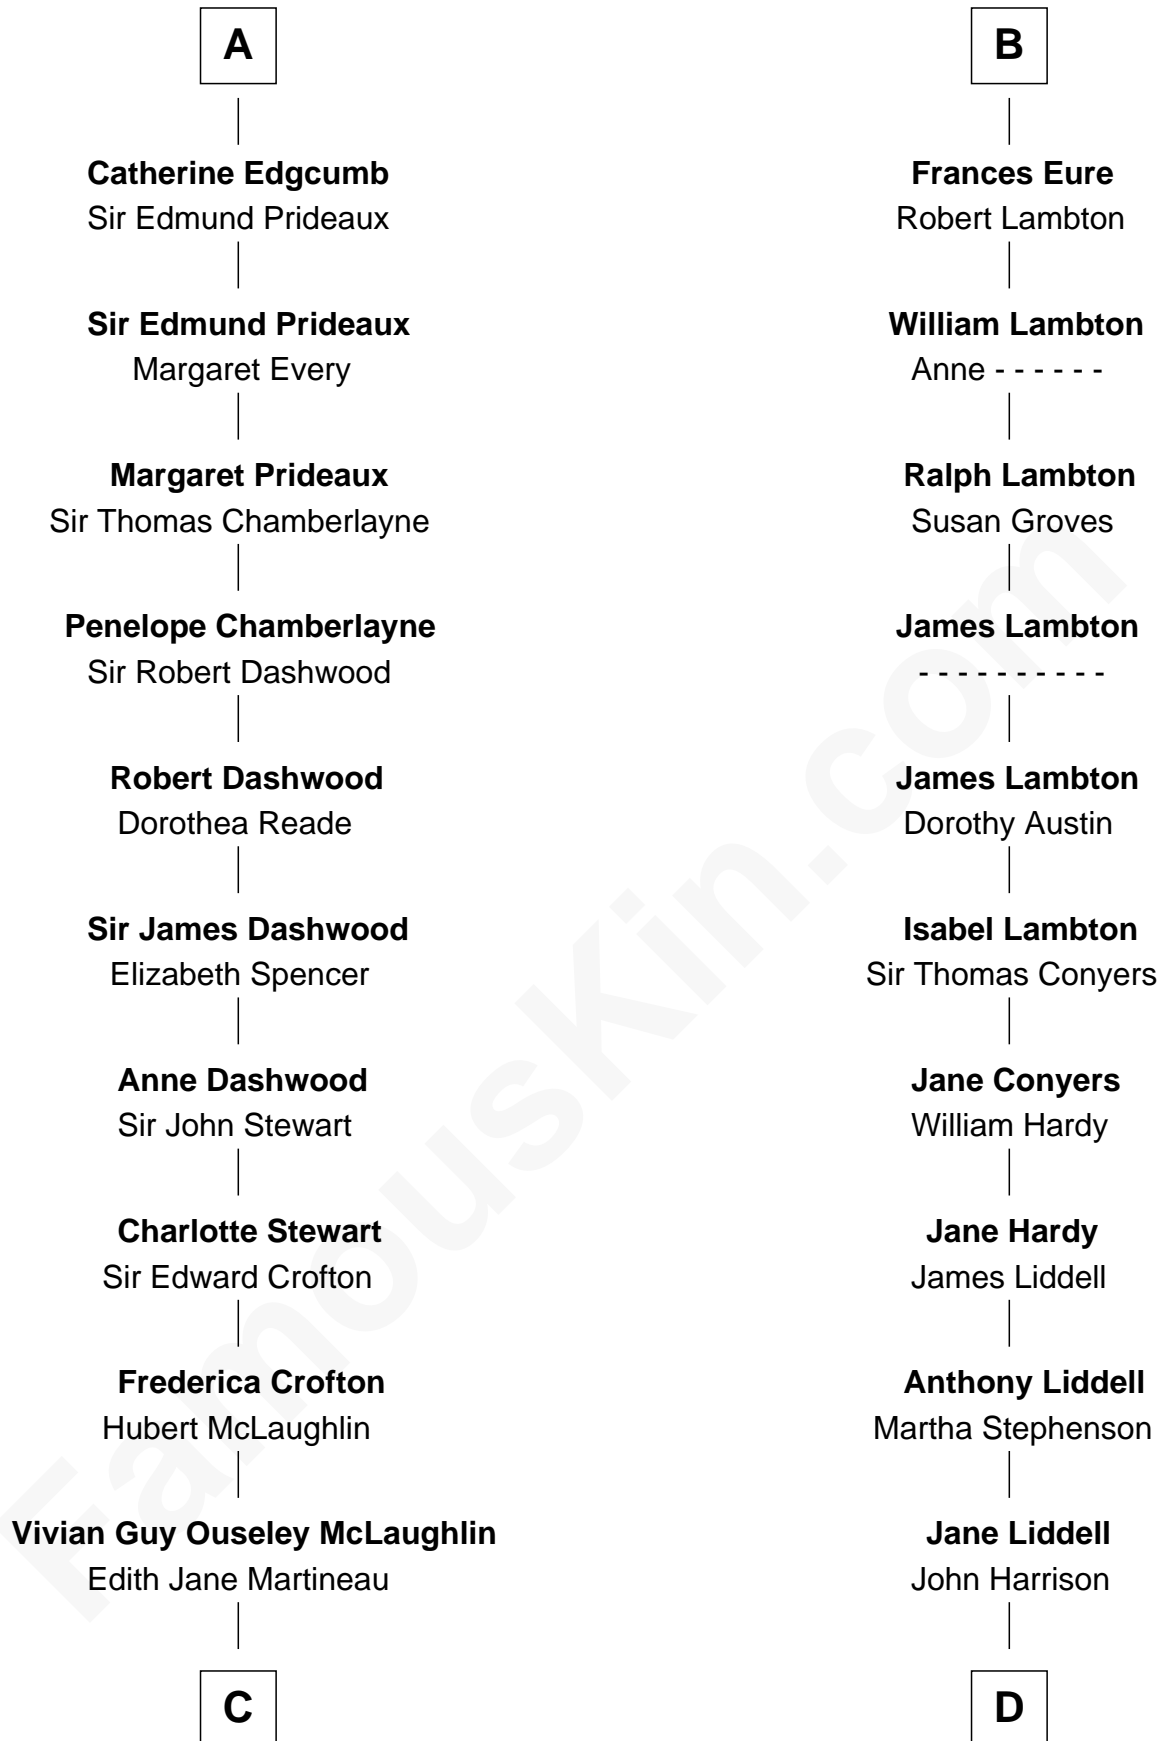 A
Catherine Edgcumb
Sir Edmund Prideaux
Sir Edmund Prideaux
Margaret Every
Margaret Prideaux
Sir Thomas Chamberlayne
Penelope Chamberlayne
Sir Robert Dashwood
Robert Dashwood
Dorothea Reade
Sir James Dashwood
Elizabeth Spencer
Anne Dashwood
Sir John Stewart
Charlotte Stewart
Sir Edward Crofton
Frederica Crofton
Hubert McLaughlin
Vivian Guy Ouseley McLaughlin
Edith Jane Martineau
C
B
Frances Eure
Robert Lambton
William Lambton
Anne - - - - - -
Ralph Lambton
Susan Groves
James Lambton
- - - - - - - - - -
James Lambton
Dorothy Austin
Isabel Lambton
Sir Thomas Conyers
Jane Conyers
William Hardy
Jane Hardy
James Liddell
Anthony Liddell
Martha Stephenson
Jane Liddell
John Harrison
D
FamousKin.com